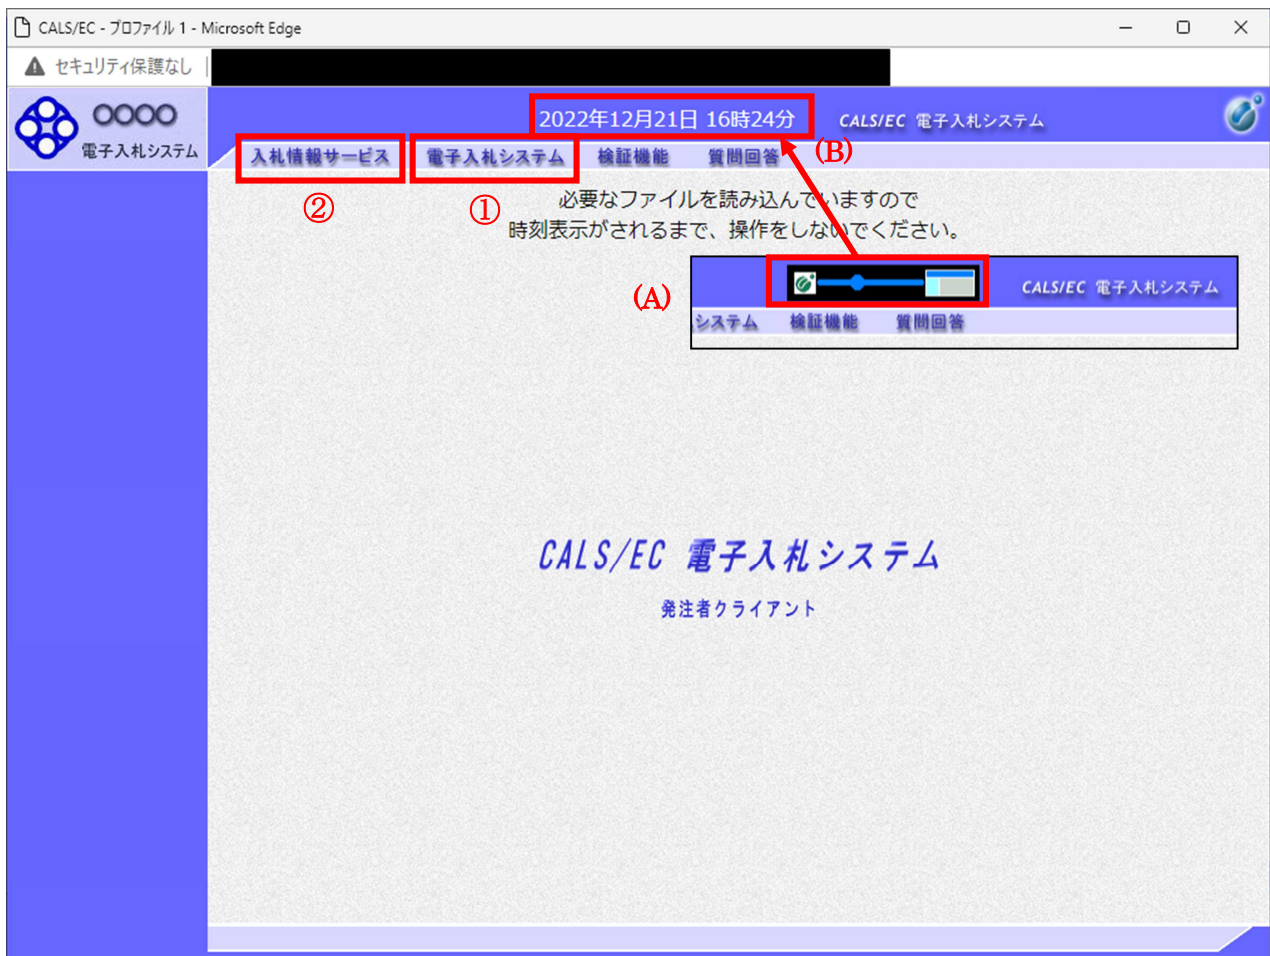 CALS/EC - プロファイル 1 - Microsoft Edge
セキュリティ保護なし
○○○○
電子入札システム
2022年12月21日 16時24分
CALS/EC 電子入札システム
入札情報サービス 電子入札システム 検証機能 質問回答
(B)
② ①
必要なファイルを読み込んでいますので
時刻表示がされるまで、操作をしないでください。
(A)
CALS/EC 電子入札システム
システム 検証機能 質問回答
CALS/EC 電子入札システム
発注者クライアント